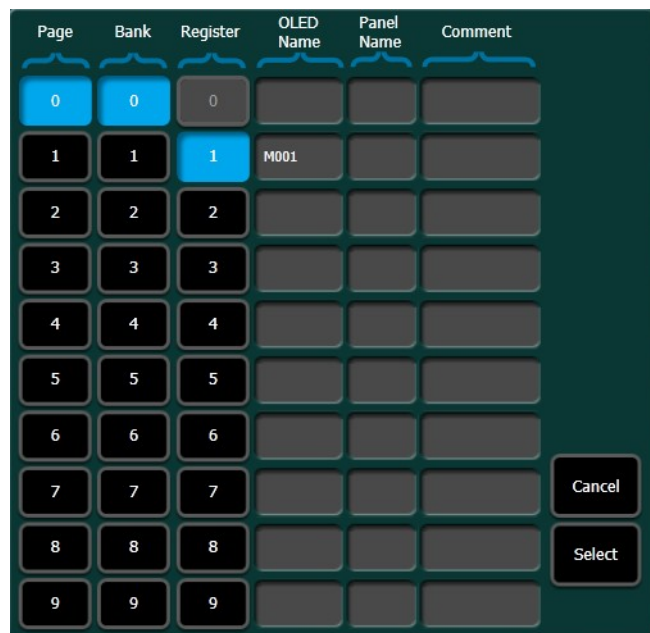 Page Bank Register OLED Name Panel Name Comment
0 0 0
1 1 1 M001
2 2 2
3 3 3
4 4 4
5 5 5
6 6 6
7 7 7 Cancel
8 8 8 Select
9 9 9